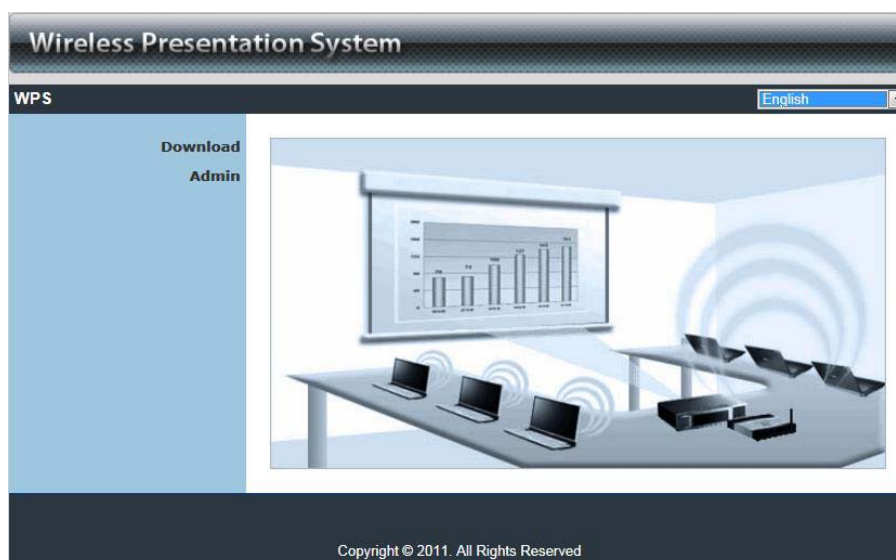 Wireless Presentation System
WPS
English
Download
Admin
Copyright © 2011. All Rights Reserved